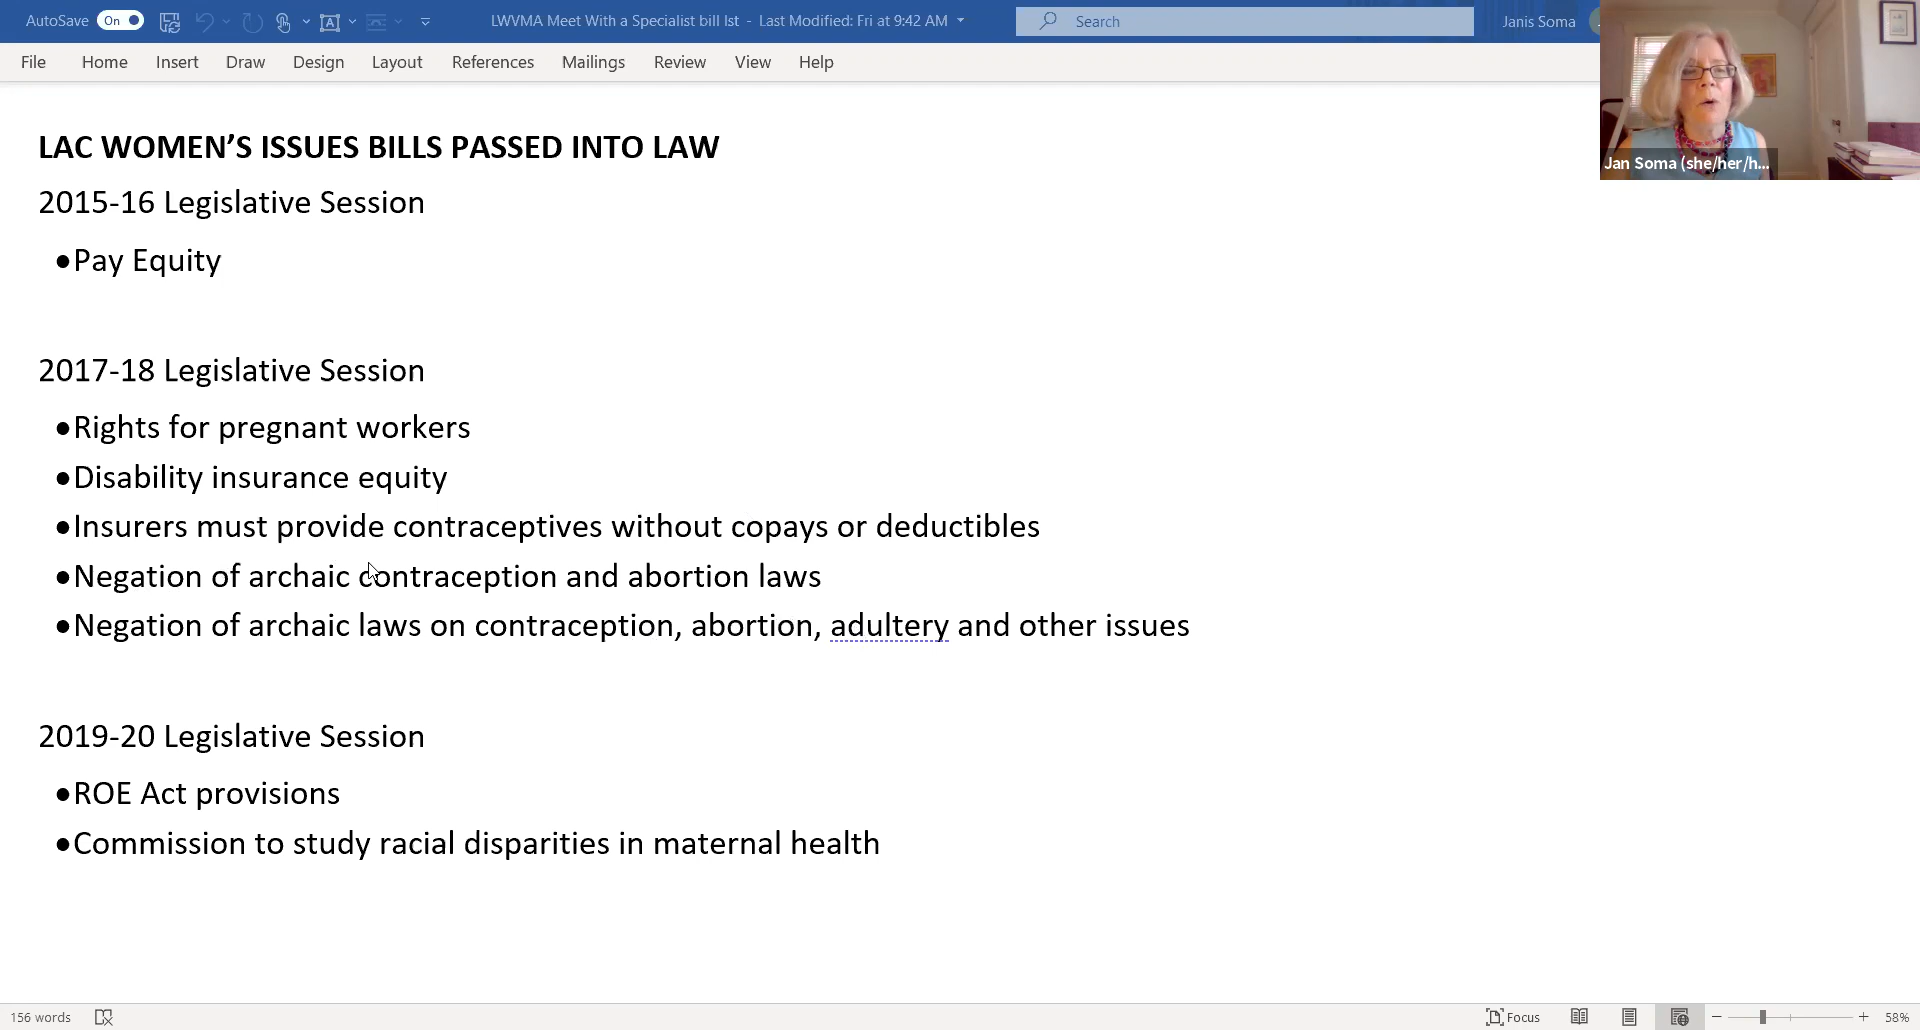 AutoSave On LWVMA Meet With a Specialist bill lst - Last Modified: Fri at 9:42 AM Search Janis Soma
File Home Insert Draw Design Layout References Mailings Review View Help
Jan Soma (she/her/h...
LAC WOMEN’S ISSUES BILLS PASSED INTO LAW
2015-16 Legislative Session
•Pay Equity
2017-18 Legislative Session
•Rights for pregnant workers
•Disability insurance equity
•Insurers must provide contraceptives without copays or deductibles
•Negation of archaic contraception and abortion laws
•Negation of archaic laws on contraception, abortion, adultery and other issues
2019-20 Legislative Session
•ROE Act provisions
•Commission to study racial disparities in maternal health
156 words Focus 58%